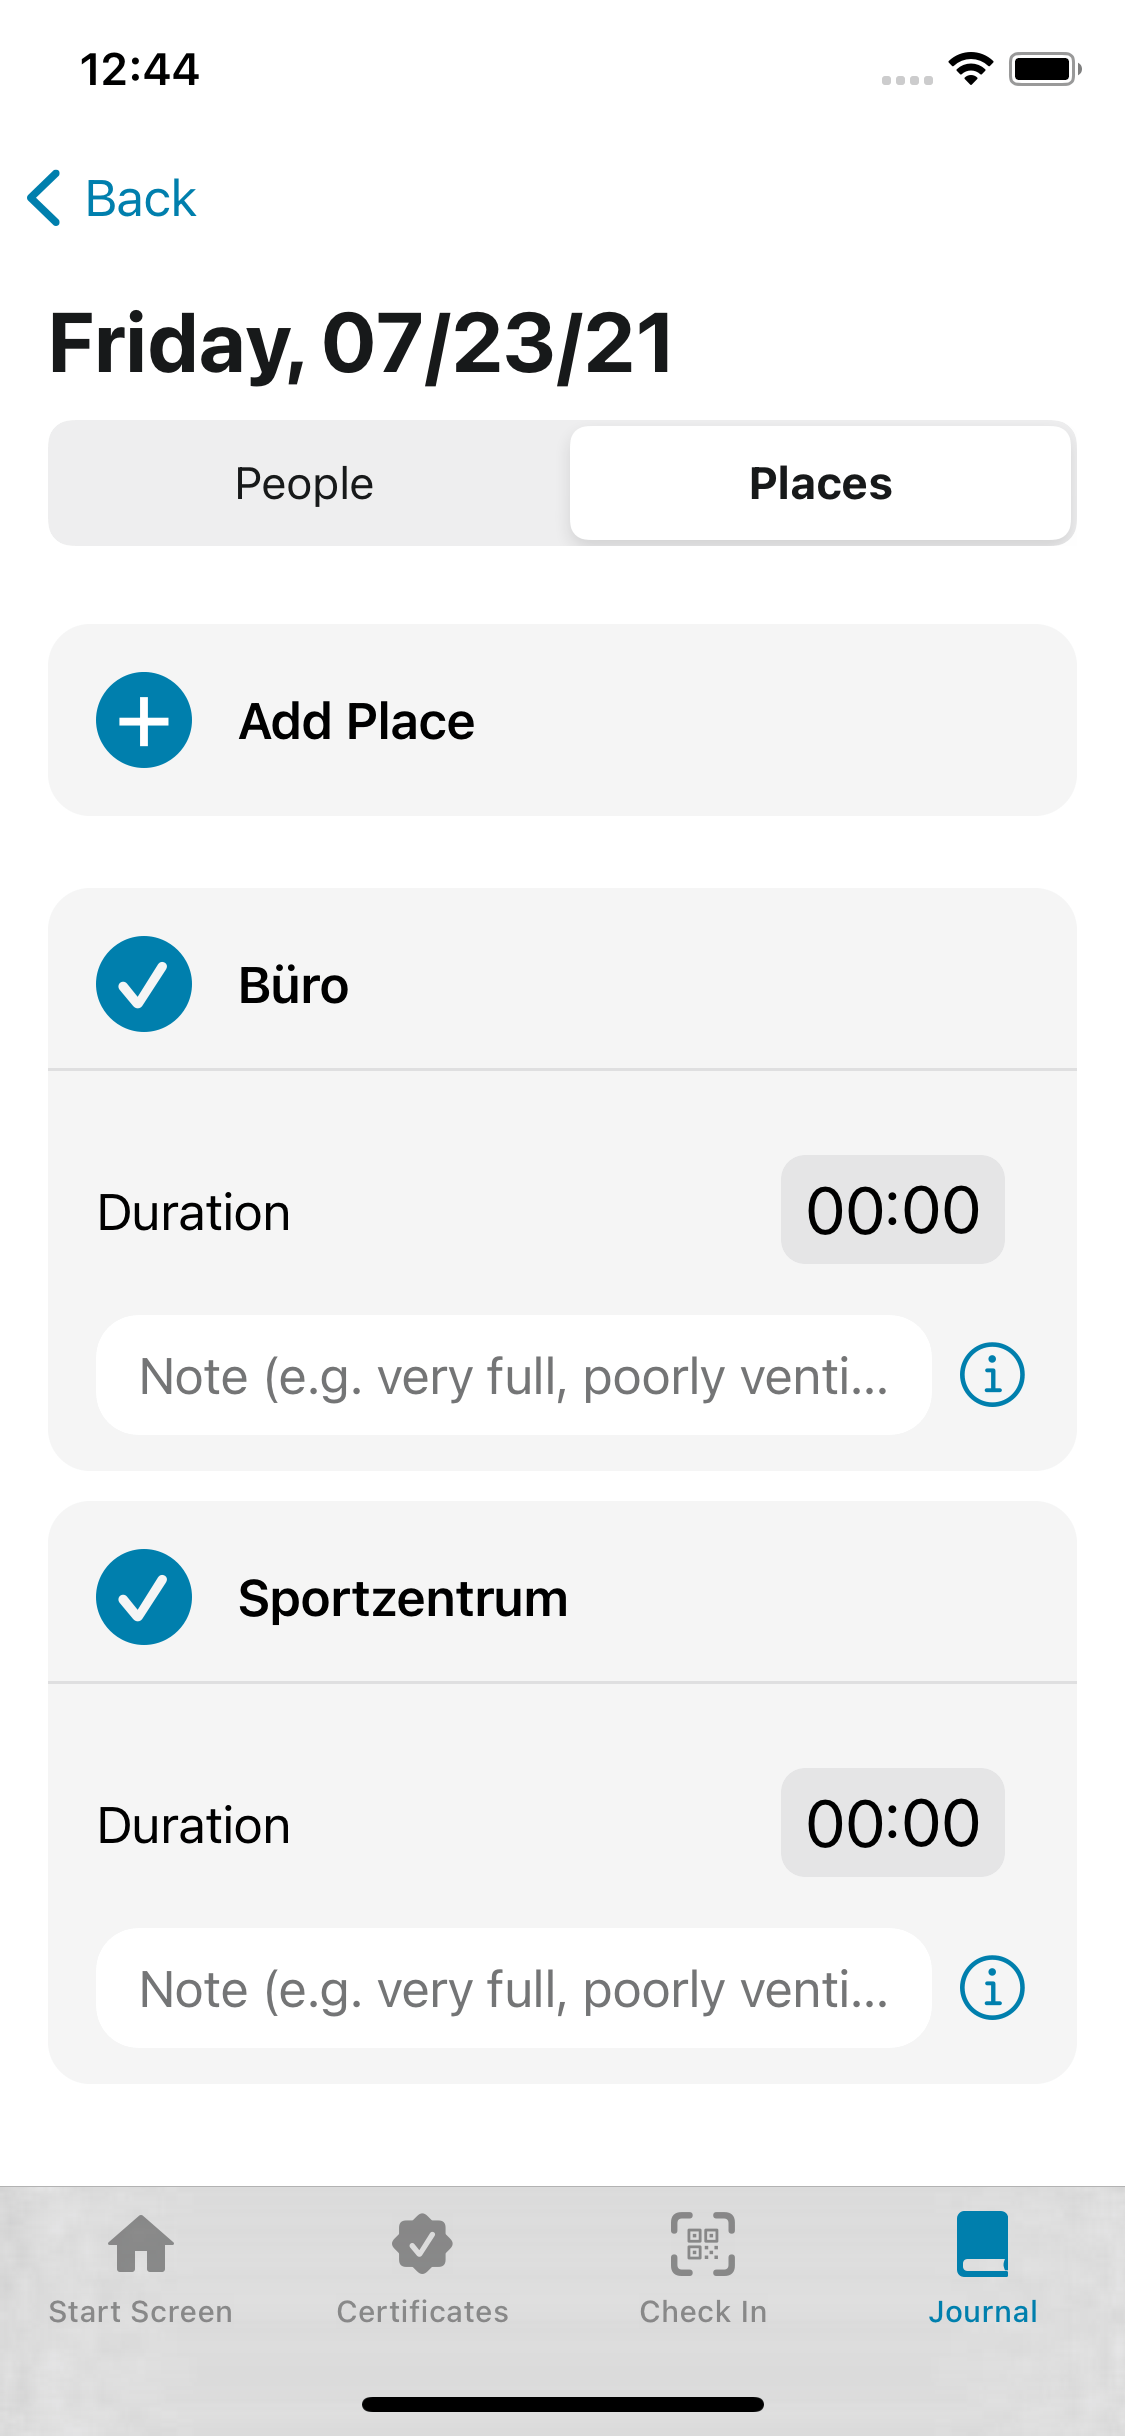 12:44
Back
Friday, 07/23/21
People
Places
Add Place
Büro
Duration
00:00
Note (e.g. very full, poorly venti...
Sportzentrum
Duration
00:00
Note (e.g. very full, poorly venti...
Start Screen
Certificates
Check In
Journal